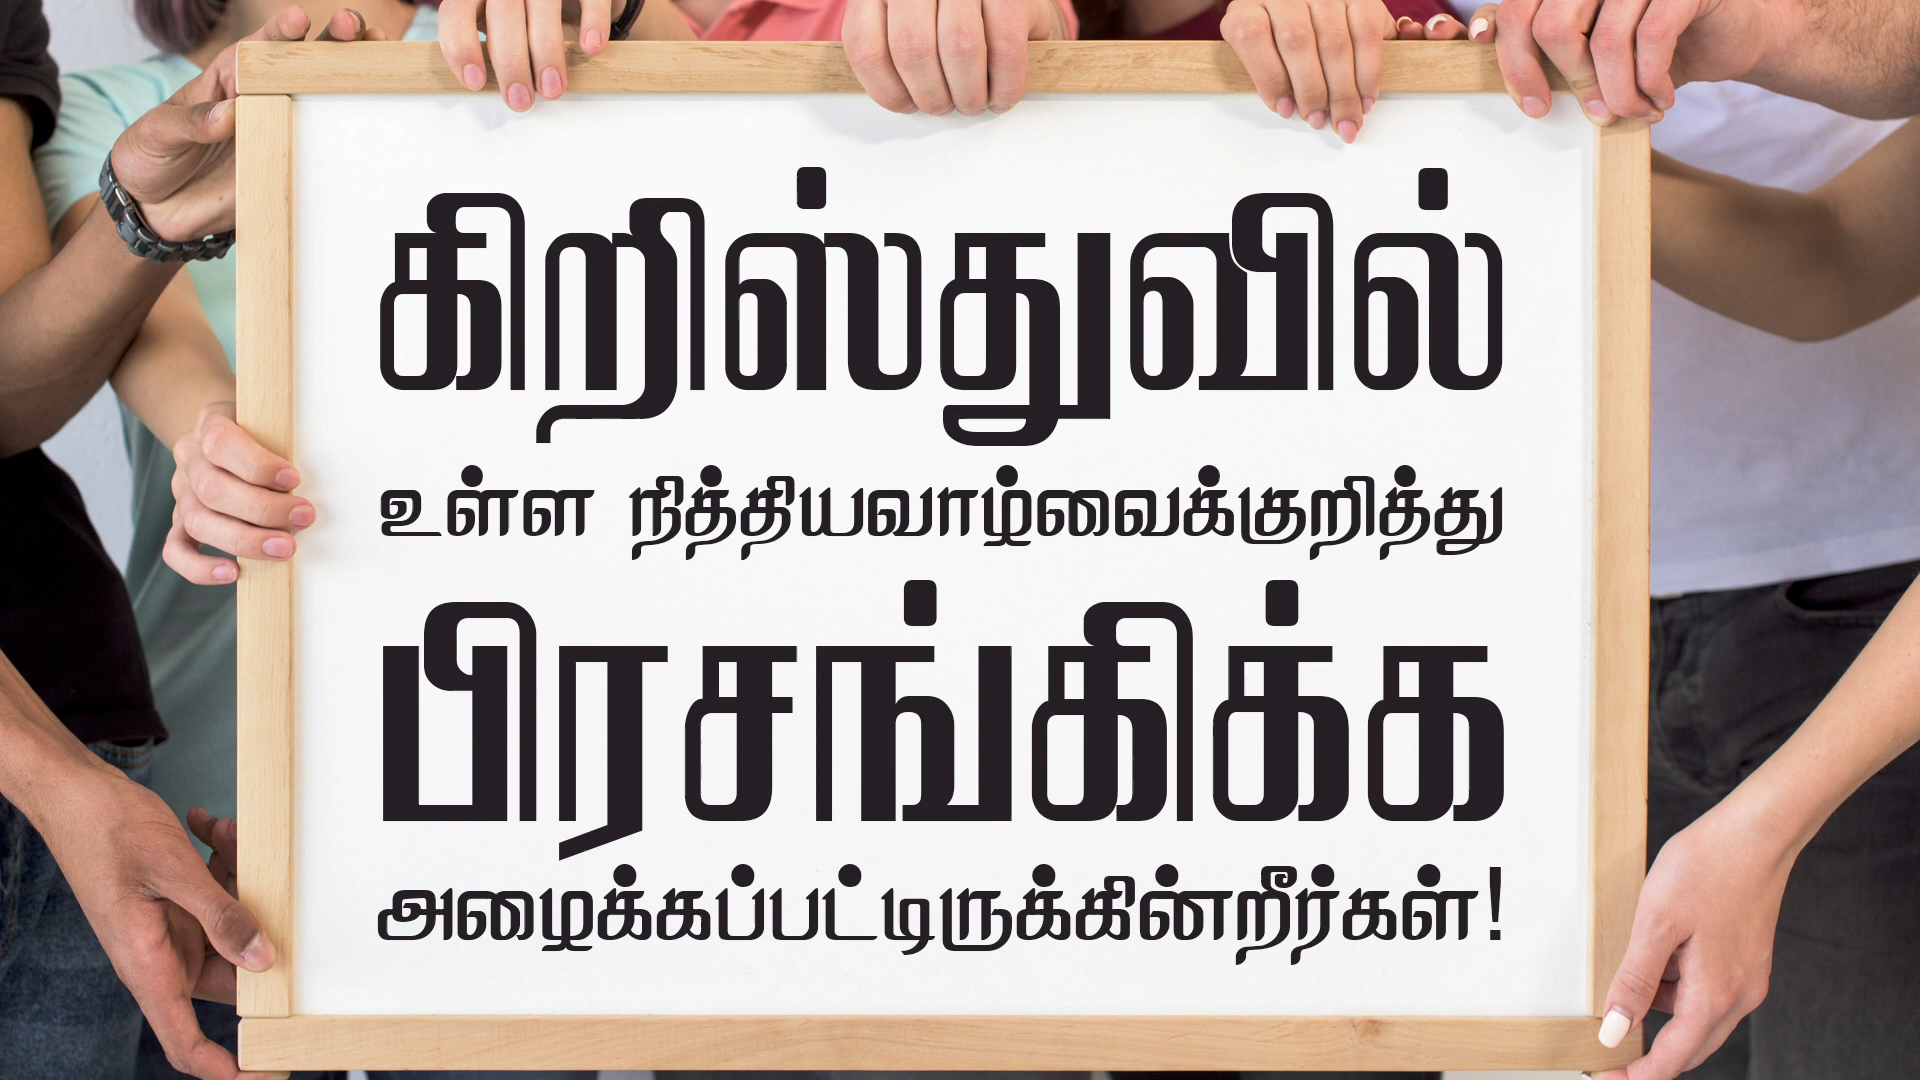 கிறிஸ்துவில்
உள்ள நித்தியவாழ்வைக்குறித்து
பிரசங்கிக்க
அழைக்கப்பட்டிருக்கின்றீர்கள்!